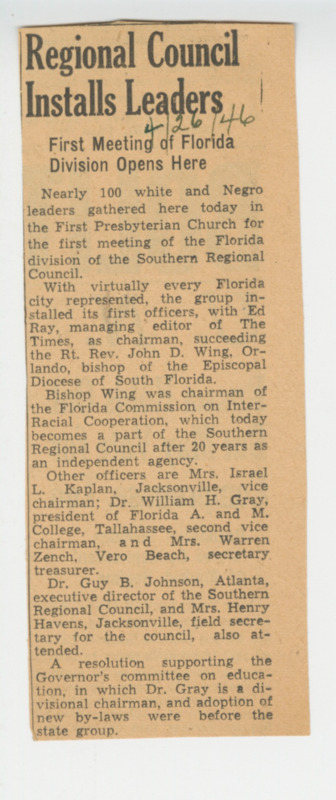 Regional Council
Installs Leaders
4/26/46
First Meeting of Florida
Division Opens Here
Nearly 100 white and Negro
leaders gathered here today in
the First Presbyterian Church for
the first meeting of the Florida
division of the Southern Regional
Council.
With virtually every Florida
city represented, the group in-
stalled its first officers, with Ed
Ray, managing editor of The
Times, as chairman, succeeding
the Rt. Rev. John D. Wing, Or-
lando, bishop of the Episcopal
Diocese of South Florida.
Bishop Wing was chairman of
the Florida Commission on Inter-
Racial Cooperation, which today
becomes a part of the Southern
Regional Council after 20 years as
an independent agency.
Other officers are Mrs. Israel
L. Kaplan, Jacksonville, vice
chairman; Dr. William H. Gray,
president of Florida A. and M.
College, Tallahassee, second vice
chairman, and Mrs. Warren
Zench, Vero Beach, secretary
treasurer.
Dr. Guy B. Johnson, Atlanta,
executive director of the Southern
Regional Council, and Mrs. Henry
Havens, Jacksonville, field secre-
tary for the council, also at-
tended.
A resolution supporting the
Governor's committee on educa-
tion, in which Dr. Gray is a di-
visional chairman, and adoption of
new by-laws were before the
state group.